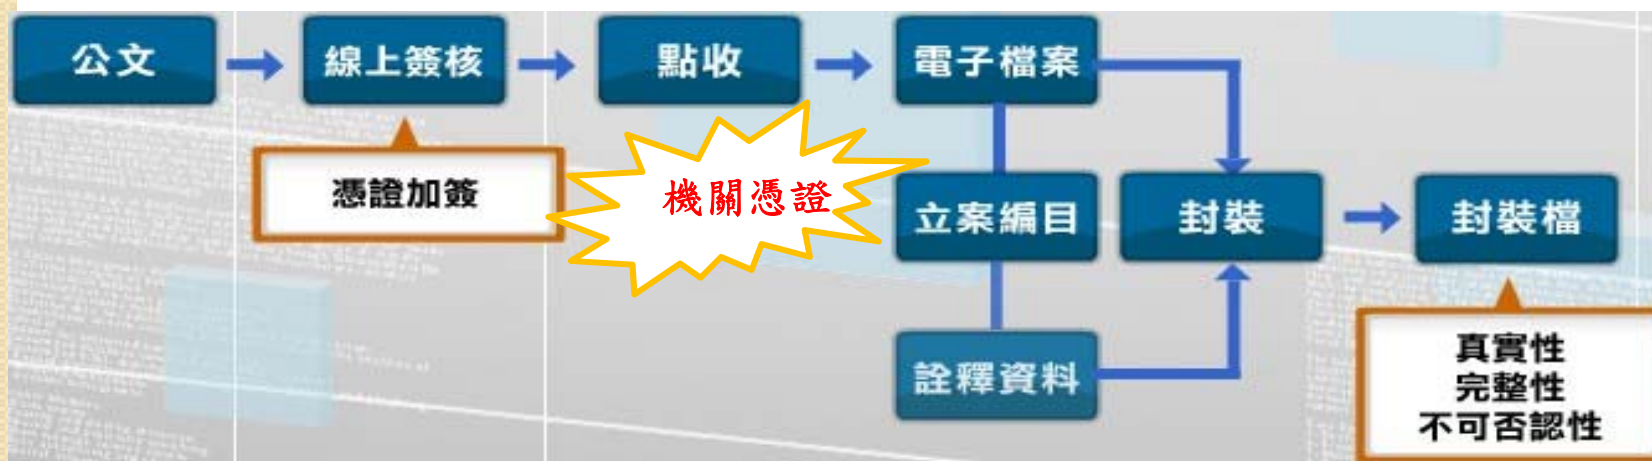 公文
線上簽核
點收
電子檔案
憑證加簽
機關憑證
立案編目
封裝
封裝檔
詮釋資料
真實性
完整性
不可否認性